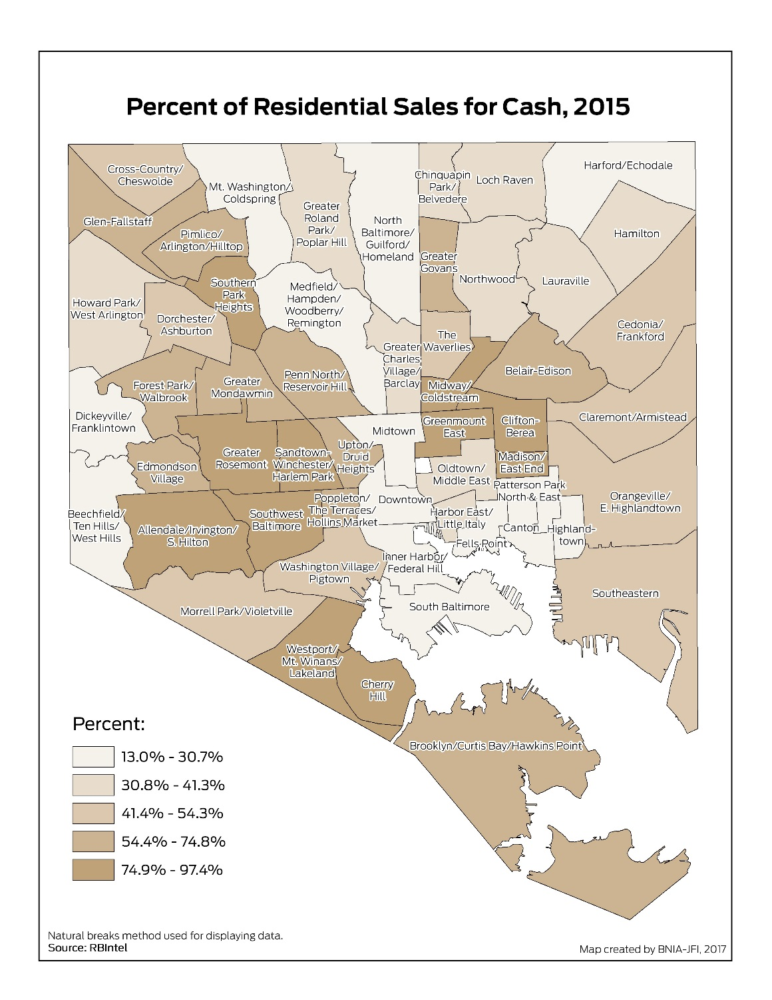 Percent of Residential Sales for Cash, 2015
Cross-Country/
Cheswolde
Mt. Washington/
Coldspring
Greater
Roland
Park/
Poplar Hill
North
Baltimore/
Guilford/
Homeland
Chinquapin
Park/
Belvedere
Loch Raven
Harford/Echodale
Glen-Fallstaff
Pimlico/
Arlington/Hilltop
Hamilton
Greater
Govans
Northwood
Lauraville
Southern
Park
Heights
Medfield/
Hampden/
Woodberry/
Remington
Howard Park/
West Arlington
Dorchester/
Ashburton
Cedonia/
Frankford
The
Waverlies
Greater
Charles
Village/
Barclay
Belair-Edison
Penn North/
Reservoir Hill
Greater
Mondawmin
Forest Park/
Walbrook
Midway/
Coldstream
Dickeyville/
Franklintown
Midtown
Greenmount
East
Clifton-
Berea
Claremont/Armistead
Greater
Rosemont
Sandtown-
Winchester/
Harlem Park
Upton/
Druid
Heights
Edmondson
Village
Oldtown/
Middle East
Madison/
East End
Patterson Park
North & East
Orangeville/
E. Highlandtown
Beechfield/
Ten Hills/
West Hills
Allendale/Irvington/
S. Hilton
Southwest
Baltimore
Poppleton/
The Terraces/
Hollins Market
Downtown
Harbor East/
Little Italy
Canton
Highland-
town
Fells Point
Inner Harbor/
Federal Hill
Washington Village/
Pigtown
Southeastern
Morrell Park/Violetville
South Baltimore
Westport/
Mt. Winans/
Lakeland
Cherry
Hill
Brooklyn/Curtis Bay/Hawkins Point
Percent:
13.0% - 30.7%
30.8% - 41.3%
41.4% - 54.3%
54.4% - 74.8%
74.9% - 97.4%
Natural breaks method used for displaying data.
Source: RBIntel
Map created by BNIA-JFI, 2017